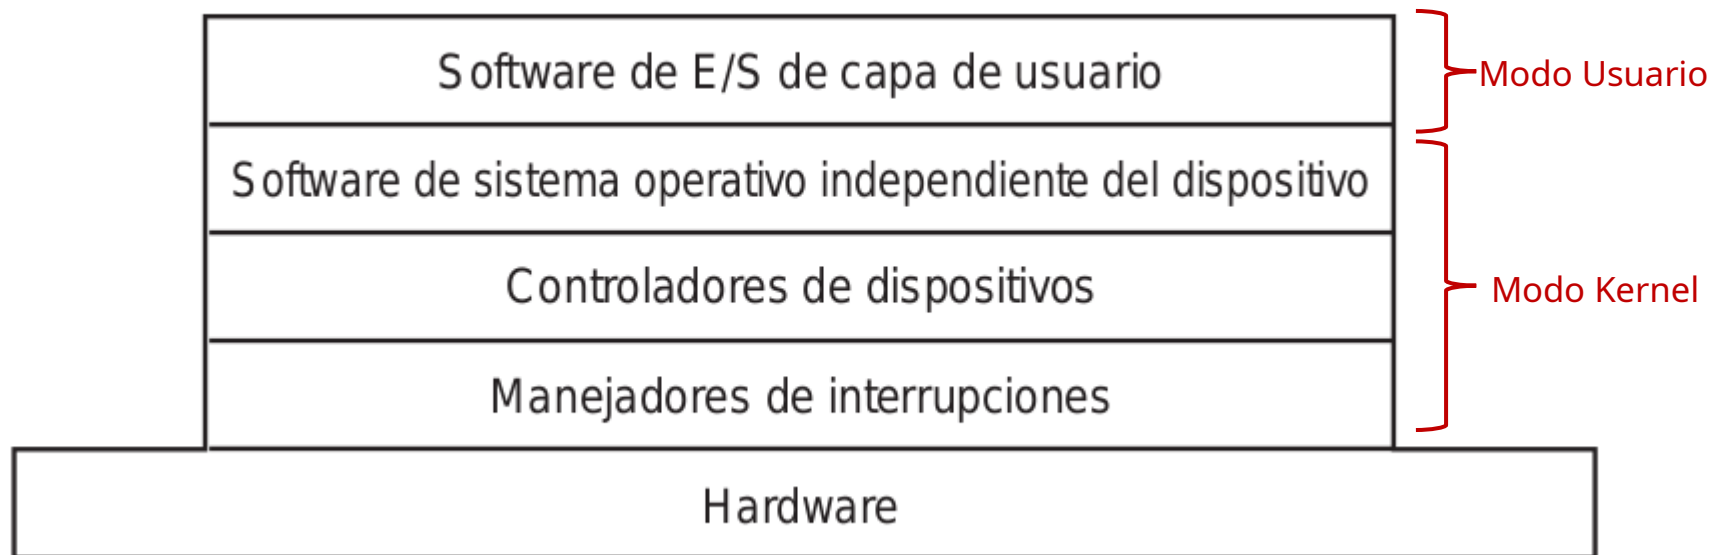 Software de E/S de capa de usuario
Modo Usuario
Software de sistema operativo independiente del dispositivo
Controladores de dispositivos
Modo Kernel
Manejadores de interrupciones
Hardware